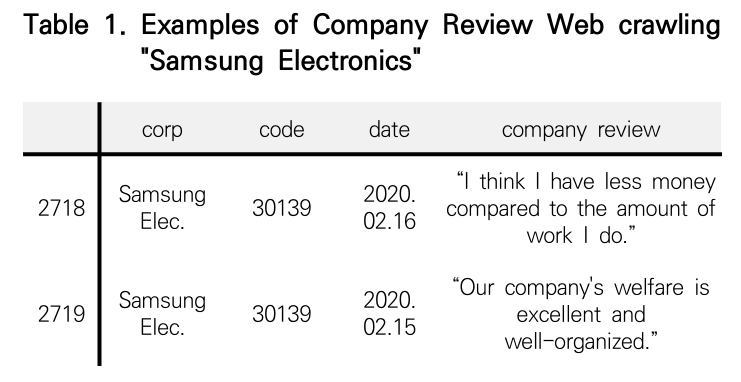 Table 1. Examples of Company Review Web crawling
"Samsung Electronics"
corp code date company review
2718 Samsung Elec. 30139 2020. 02.16 “I think I have less money compared to the amount of work I do.”
2719 Samsung Elec. 30139 2020. 02.15 “Our company's welfare is excellent and well-organized.”